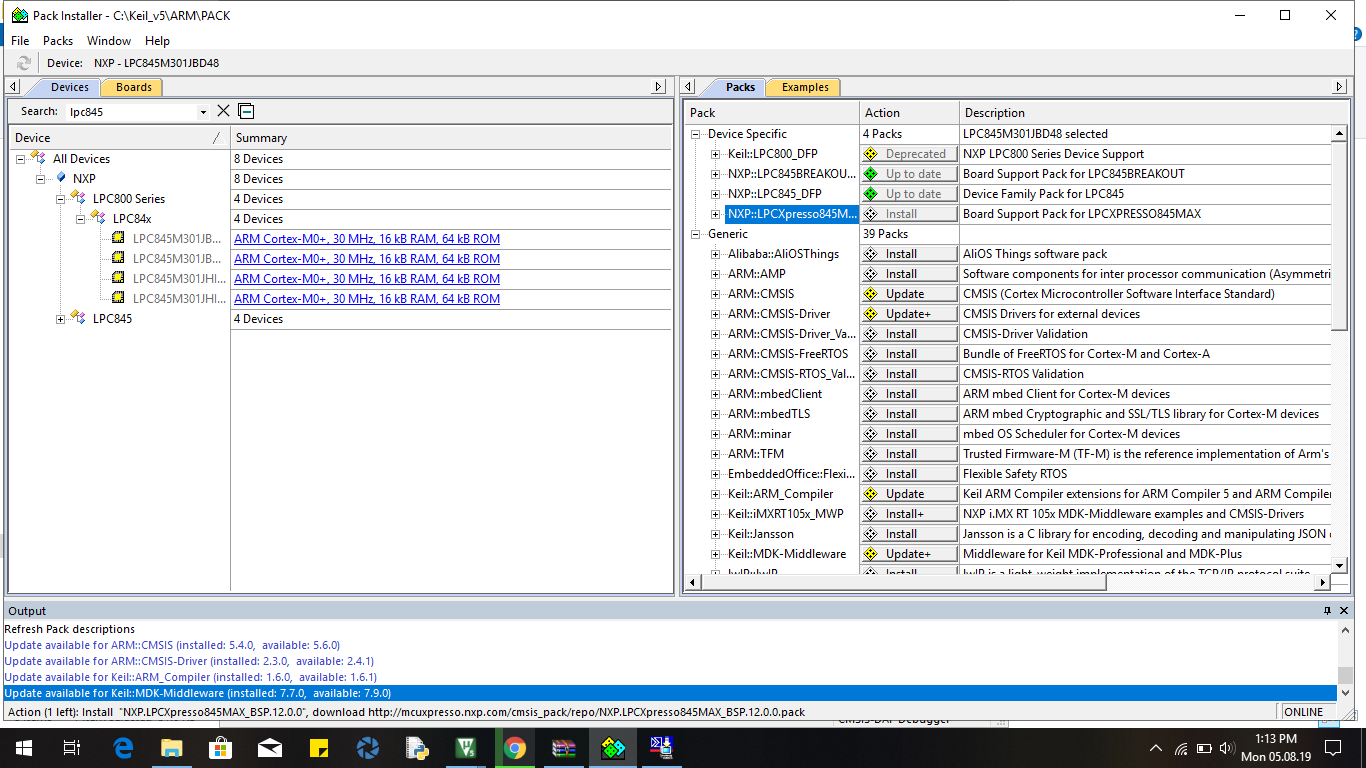 Pack Installer - C:\Keil_v5\ARM\PACK
File Packs Window Help
Device: NXP - LPC845M301JBD48
Devices Boards
Search: lpc845
Device Summary
All Devices 8 Devices
NXP 8 Devices
LPC800 Series 4 Devices
LPC84x 4 Devices
LPC845M301JB... ARM Cortex-M0+, 30 MHz, 16 kB RAM, 64 kB ROM
LPC845M301JB... ARM Cortex-M0+, 30 MHz, 16 kB RAM, 64 kB ROM
LPC845M301JHI... ARM Cortex-M0+, 30 MHz, 16 kB RAM, 64 kB ROM
LPC845M301JHI... ARM Cortex-M0+, 30 MHz, 16 kB RAM, 64 kB ROM
LPC845 4 Devices
Packs Examples
Pack Action Description
Device Specific 4 Packs LPC845M301JBD48 selected
Keil::LPC800_DFP Deprecated NXP LPC800 Series Device Support
NXP::LPC845BREAKOU... Up to date Board Support Pack for LPC845BREAKOUT
NXP::LPC845_DFP Up to date Device Family Pack for LPC845
NXP::LPCXpresso845M... Install Board Support Pack for LPCXPRESSO845MAX
Generic 39 Packs
Alibaba::AliOSThings Install AliOS Things software pack
ARM::AMP Install Software components for inter processor communication (Asymmetri
ARM::CMSIS Update CMSIS (Cortex Microcontroller Software Interface Standard)
ARM::CMSIS-Driver Update+ CMSIS Drivers for external devices
ARM::CMSIS-Driver_Va... Install CMSIS-Driver Validation
ARM::CMSIS-FreeRTOS Install Bundle of FreeRTOS for Cortex-M and Cortex-A
ARM::CMSIS-RTOS_Val... Install CMSIS-RTOS Validation
ARM::mbedClient Install ARM mbed Client for Cortex-M devices
ARM::mbedTLS Install ARM mbed Cryptographic and SSL/TLS library for Cortex-M devices
ARM::minar Install mbed OS Scheduler for Cortex-M devices
ARM::TFM Install Trusted Firmware-M (TF-M) is the reference implementation of Arm's
EmbeddedOffice::Flexi... Install Flexible Safety RTOS
Keil::ARM_Compiler Update Keil ARM Compiler extensions for ARM Compiler 5 and ARM Compiler
Keil::iMXRT105x_MWP Install+ NXP i.MX RT 105x MDK-Middleware examples and CMSIS-Drivers
Keil::Jansson Install Jansson is a C library for encoding, decoding and manipulating JSON
Keil::MDK-Middleware Update+ Middleware for Keil MDK-Professional and MDK-Plus
lwIP::lwIP Install lwIP is a light-weight implementation of the TCP/IP protocol suite
Output
Refresh Pack descriptions
Update available for ARM::CMSIS (installed: 5.4.0, available: 5.6.0)
Update available for ARM::CMSIS-Driver (installed: 2.3.0, available: 2.4.1)
Update available for Keil::ARM_Compiler (installed: 1.6.0, available: 1.6.1)
Update available for Keil::MDK-Middleware (installed: 7.7.0, available: 7.9.0)
Action (1 left): Install "NXP.LPCXpresso845MAX_BSP.12.0.0", download http://mcuxpresso.nxp.com/cmsis_pack/repo/NXP.LPCXpresso845MAX_BSP.12.0.0.pack ONLINE
CMSIS-DAP Debugger
1:13 PM
Mon 05.08.19